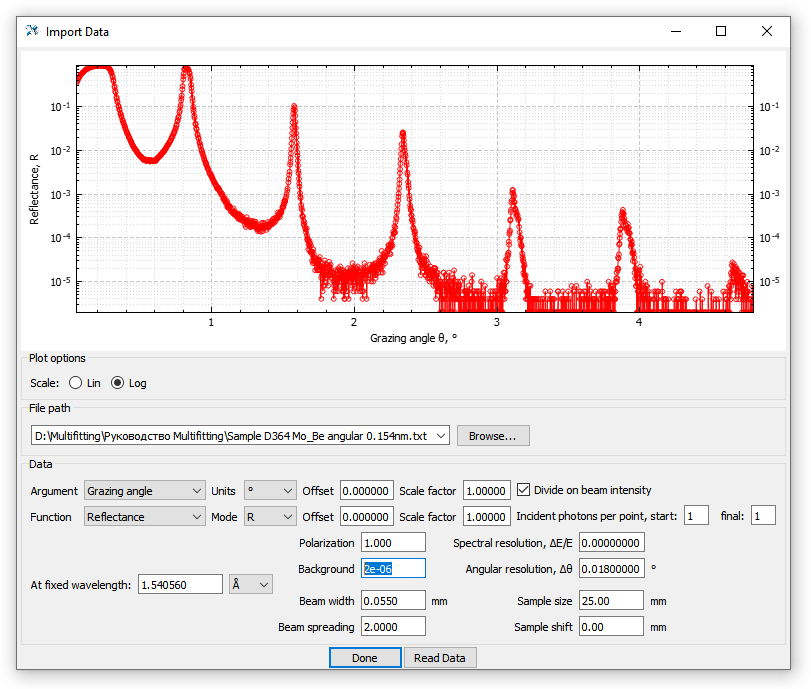 Import Data
10⁻¹ 10⁻¹
10⁻² 10⁻²
10⁻³ 10⁻³
10⁻⁴ 10⁻⁴
10⁻⁵ 10⁻⁵
Reflectance, R
1 2 3 4
Grazing angle θ, °
Plot options
Scale: Lin Log
File path
D:\Multifitting\Руководство Multifitting\Sample D364 Mo_Be angular 0.154nm.txt Browse...
Data
Argument Grazing angle Units ° Offset 0.000000 Scale factor 1.00000 Divide on beam intensity
Function Reflectance Mode R Offset 0.000000 Scale factor 1.00000 Incident photons per point, start: 1 final: 1
Polarization 1.000 Spectral resolution, ΔE/E 0.00000000
Background 2e-06 Angular resolution, Δθ 0.01800000 °
At fixed wavelength: 1.540560 Å
Beam width 0.0550 mm Sample size 25.00 mm
Beam spreading 2.0000 Sample shift 0.00 mm
Done Read Data